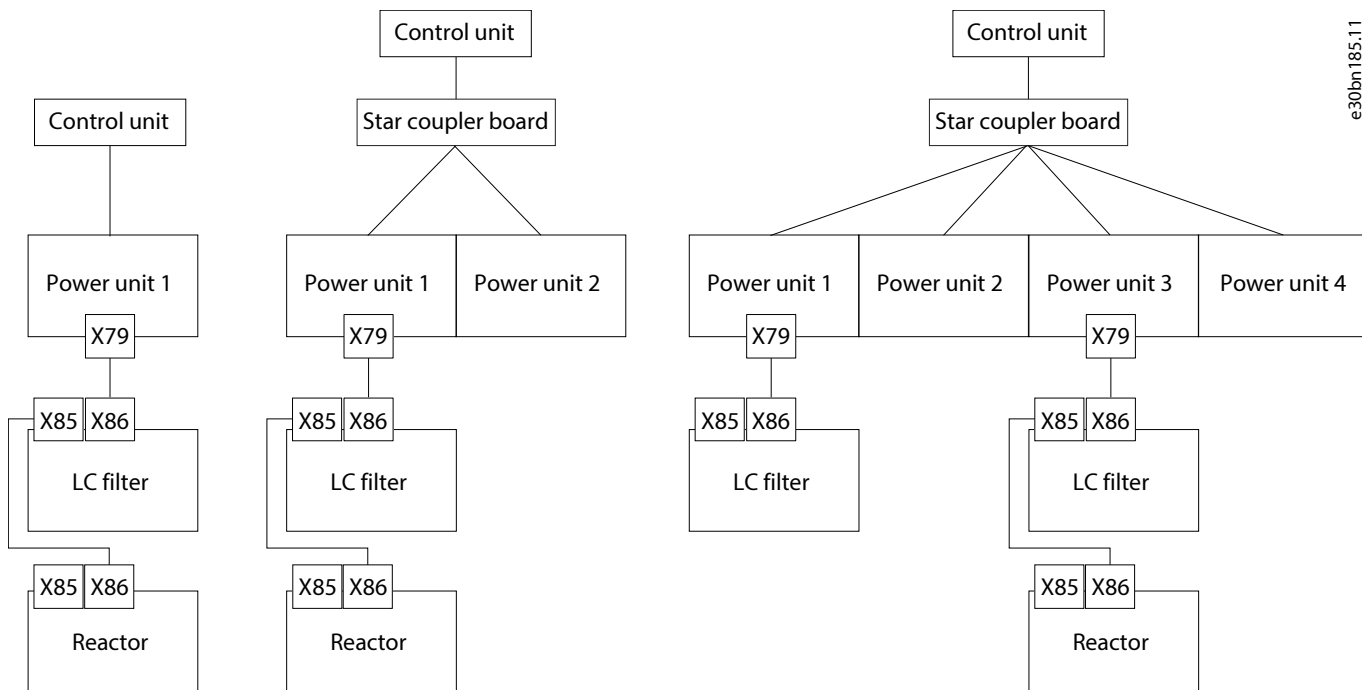 Control unit
Power unit 1
X79
X85 X86
LC filter
X85 X86
Reactor
Control unit
Star coupler board
Power unit 1 Power unit 2
X79
X85 X86
LC filter
X85 X86
Reactor
Control unit
Star coupler board
Power unit 1 Power unit 2 Power unit 3 Power unit 4
X79 X79
X85 X86 X85 X86
LC filter LC filter
X85 X86
Reactor
e30bn185.11